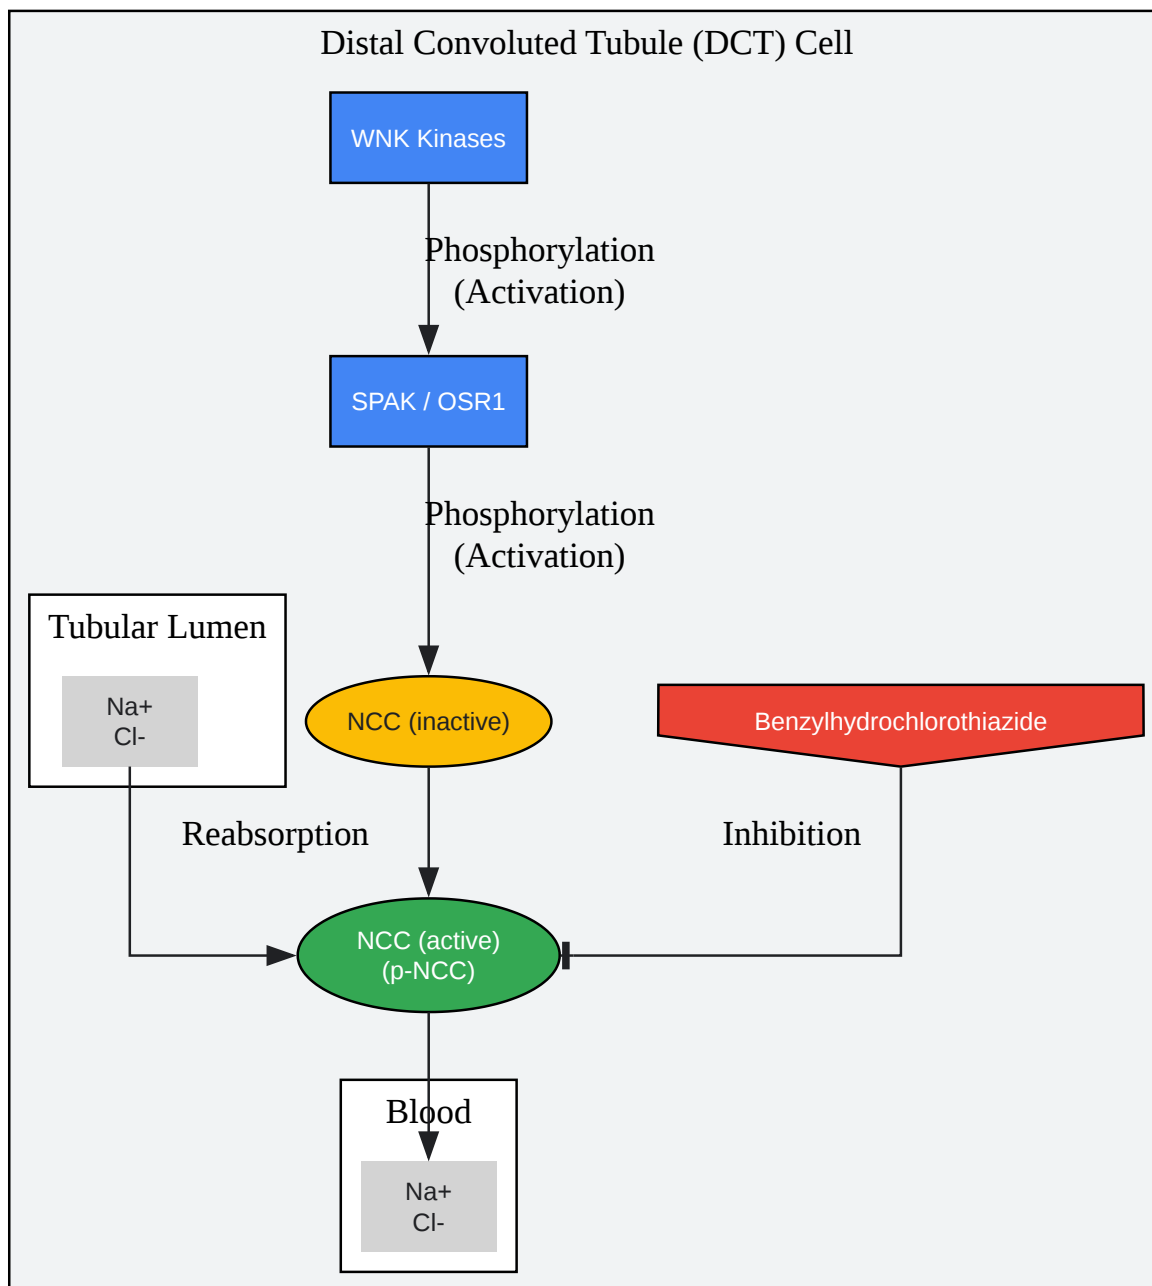 Distal Convoluted Tubule (DCT) Cell
WNK Kinases
Phosphorylation
(Activation)
SPAK / OSR1
Phosphorylation
(Activation)
Tubular Lumen
Na+
Cl-
NCC (inactive)
Benzylhydrochlorothiazide
Reabsorption
Inhibition
NCC (active)
(p-NCC)
Blood
Na+
Cl-